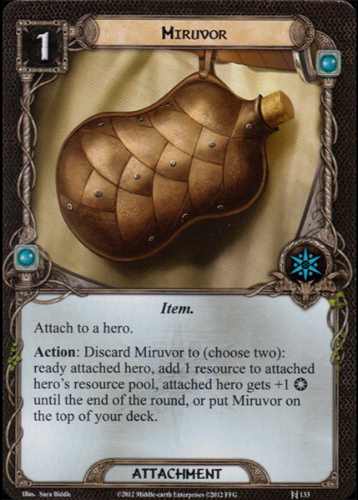 1
MIRUVOR
Item.
Attach to a hero.
Action: Discard Miruvor to (choose two):
ready attached hero, add 1 resource to attached
hero's resource pool, attached hero gets +1
until the end of the round, or put Miruvor on
the top of your deck.
ATTACHMENT
Illus. Sara Biddle
©2012 Middle-earth Enterprises ©2012 FFG
133